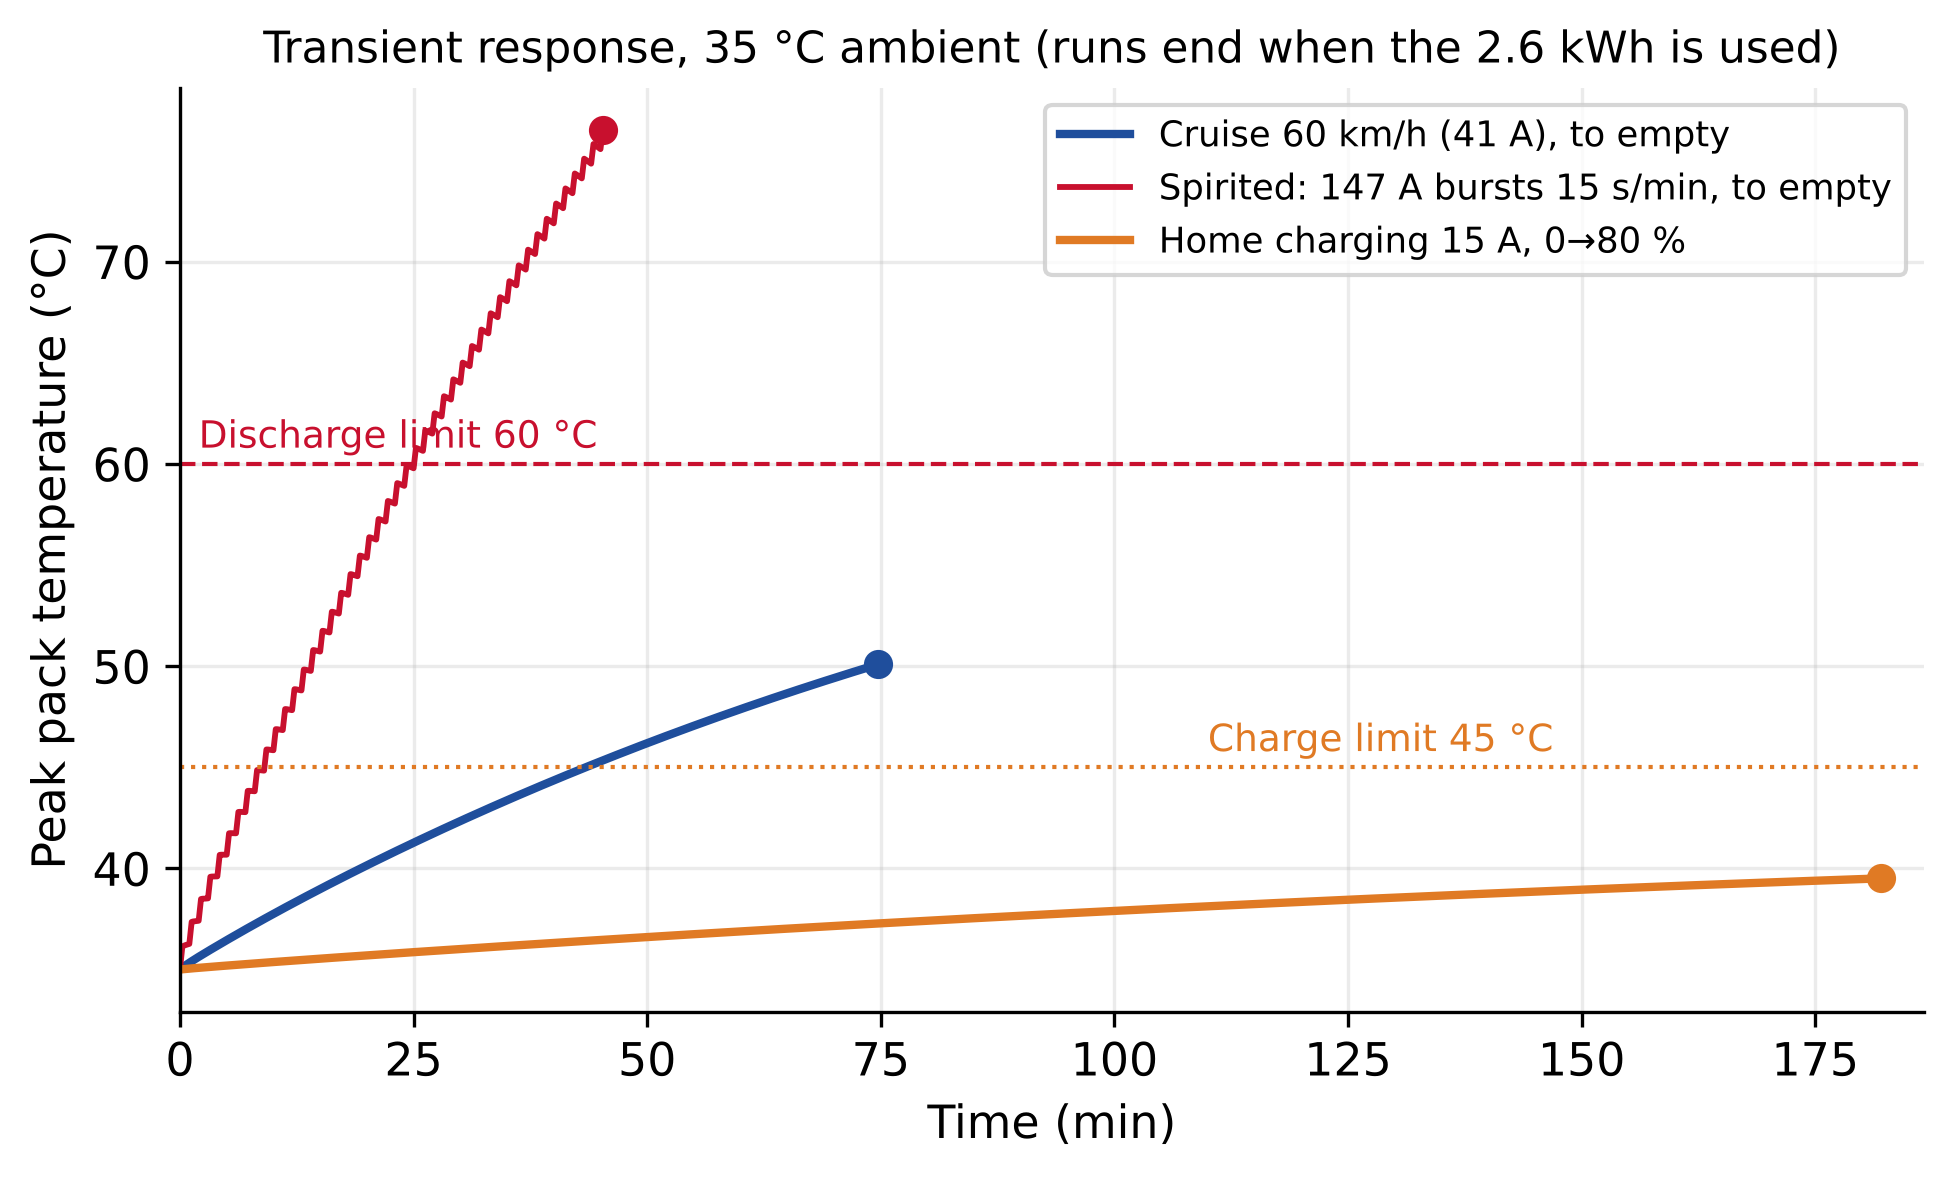 Transient response, 35 °C ambient (runs end when the 2.6 kWh is used)
Cruise 60 km/h (41 A), to empty
Spirited: 147 A bursts 15 s/min, to empty
Home charging 15 A, 0→80 %
Peak pack temperature (°C)
70
60
50
40
Discharge limit 60 °C
Charge limit 45 °C
0 25 50 75 100 125 150 175
Time (min)